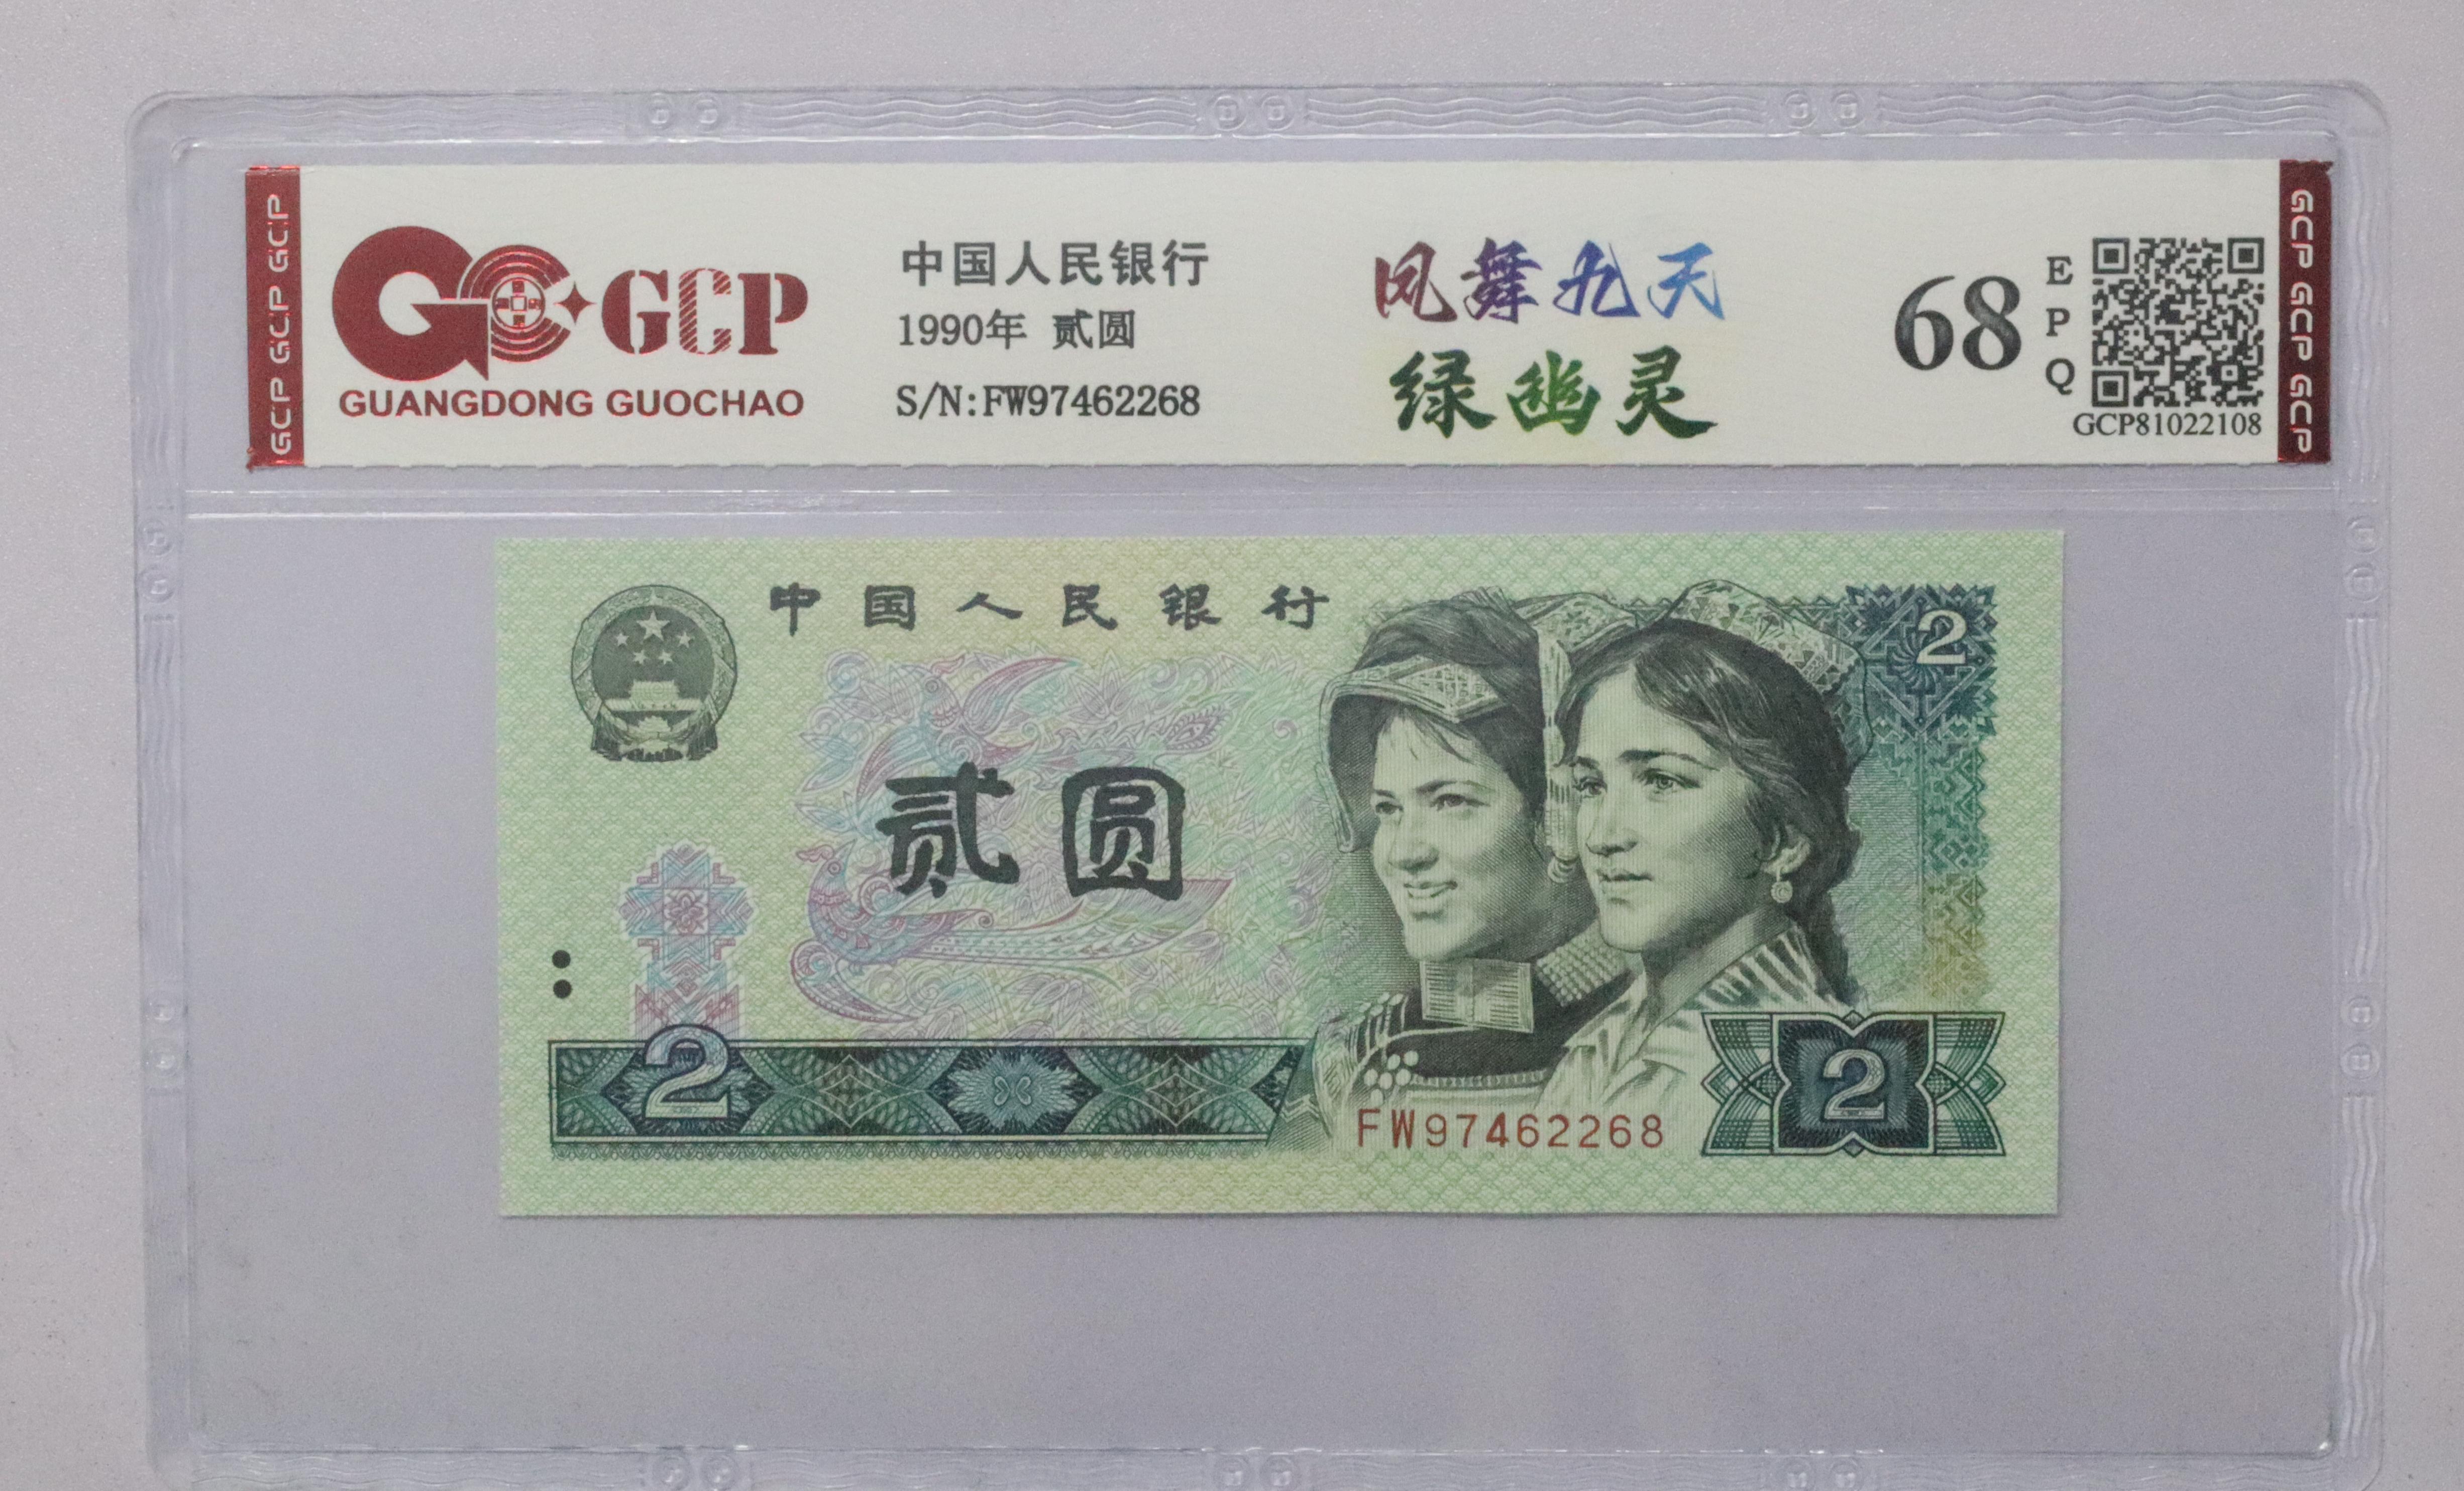 GCP GCP GCP
GCP
GUANGDONG GUOCHAO
中国人民银行
1990年 贰圆
S/N:FW97462268
凤舞九天
绿幽灵
68
EPQ
GCP81022108
GCP GCP GCP
中国人民银行
2
贰圆
2
FW97462268
2